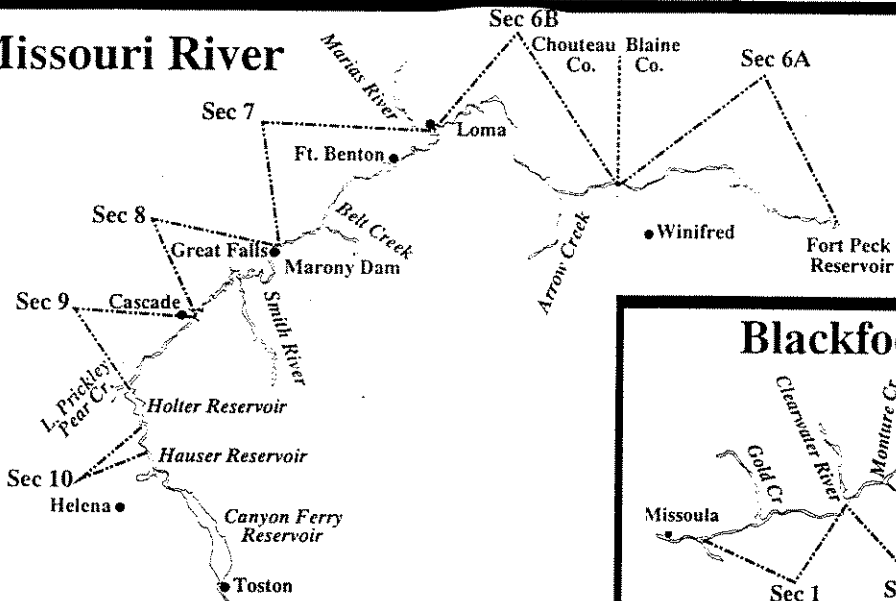 Missouri River
Sec 6B
Chouteau
Co.
Blaine
Co.
Sec 6A
Marias River
Sec 7
Loma
Ft. Benton
Belt Creek
Sec 8
Great Falls
Marony Dam
Arrow Creek
Winifred
Fort Peck
Reservoir
Sec 9
Cascade
Smith River
L. Prickley
Pear Cr.
Holter Reservoir
Hauser Reservoir
Sec 10
Helena
Canyon Ferry
Reservoir
Toston
Blackfoo
Clearwater River
Monture Cr
Gold Cr
Missoula
Sec 1
S